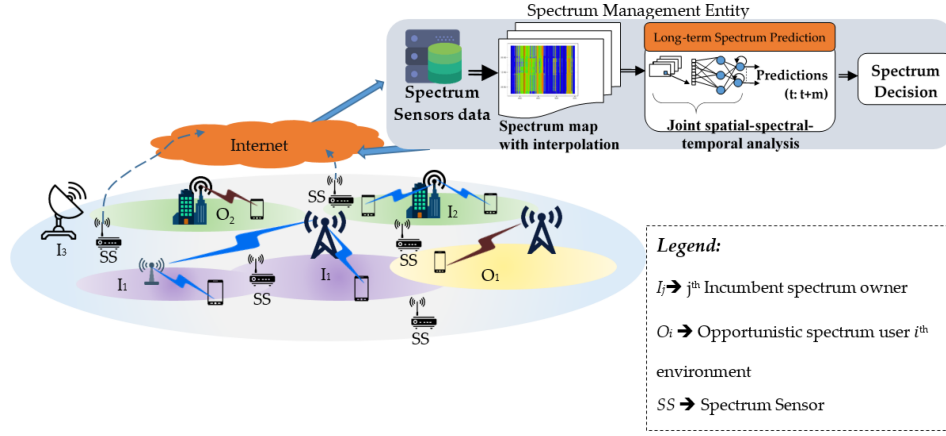 Spectrum Management Entity
Spectrum
Sensors data
Spectrum map
with interpolation
Long-term Spectrum Prediction
Predictions
(t: t+m)
Joint spatial-spectral-
temporal analysis
Spectrum
Decision
Internet
I3
SS
O2
SS
I2
SS
I1
SS
I1
O1
SS
Legend:
Ij➔ jth Incumbent spectrum owner
Oi ➔ Opportunistic spectrum user ith
environment
SS ➔ Spectrum Sensor